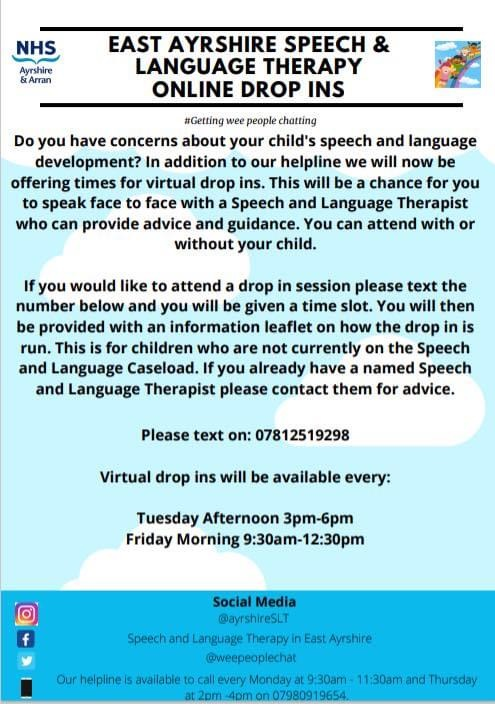 NHS
Ayrshire
& Arran
EAST AYRSHIRE SPEECH &
LANGUAGE THERAPY
ONLINE DROP INS
#Getting wee people chatting
Do you have concerns about your child's speech and language
development? In addition to our helpline we will now be
offering times for virtual drop ins. This will be a chance for you
to speak face to face with a Speech and Language Therapist
who can provide advice and guidance. You can attend with or
without your child.
If you would like to attend a drop in session please text the
number below and you will be given a time slot. You will then
be provided with an information leaflet on how the drop in is
run. This is for children who are not currently on the Speech
and Language Caseload. If you already have a named Speech
and Language Therapist please contact them for advice.
Please text on: 07812519298
Virtual drop ins will be available every:
Tuesday Afternoon 3pm-6pm
Friday Morning 9:30am-12:30pm
Social Media
@ayrshireSLT
Speech and Language Therapy in East Ayrshire
@weepeoplechat
Our helpline is available to call every Monday at 9:30am - 11:30am and Thursday
at 2pm -4pm on 07980919654.